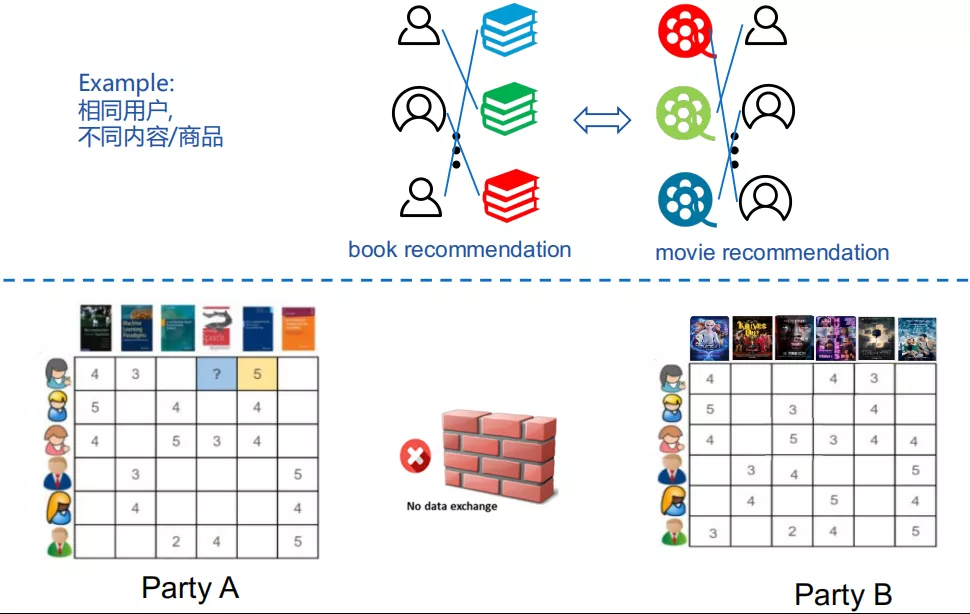 Example:
相同用户,
不同内容/商品
book recommendation
movie recommendation
4 3 ? 5
5 4 4
4 5 3 4
3 5
4 4
2 4 5
No data exchange
4 4 3
5 3 4
4 5 3 4 4
3 4 5
4 5 4
3 2 4 5
Party A
Party B